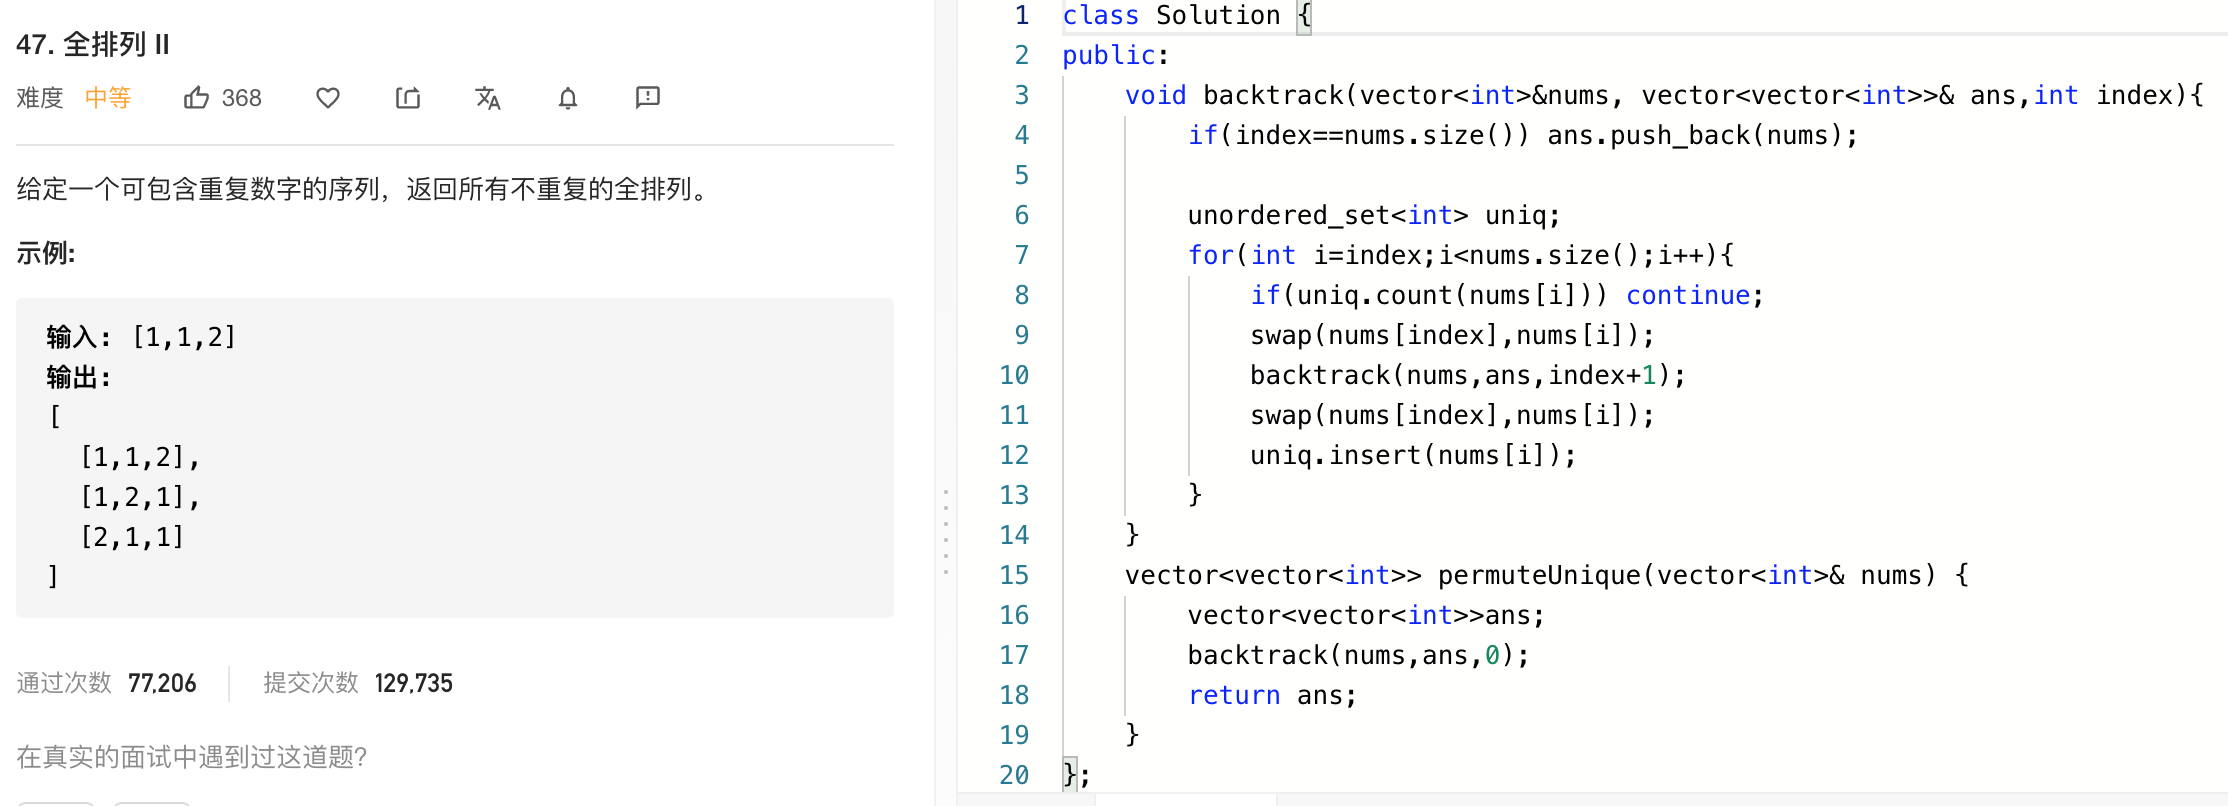 47. 全排列 II
难度 中等 368
给定一个可包含重复数字的序列，返回所有不重复的全排列。
示例:
输入: [1,1,2]
输出:
[
  [1,1,2],
  [1,2,1],
  [2,1,1]
]
通过次数 77,206 提交次数 129,735
在真实的面试中遇到过这道题?
1 class Solution {
2 public:
3     void backtrack(vector<int>&nums, vector<vector<int>>& ans,int index){
4         if(index==nums.size()) ans.push_back(nums);
5
6         unordered_set<int> uniq;
7         for(int i=index;i<nums.size();i++){
8             if(uniq.count(nums[i])) continue;
9             swap(nums[index],nums[i]);
10             backtrack(nums,ans,index+1);
11             swap(nums[index],nums[i]);
12             uniq.insert(nums[i]);
13         }
14     }
15     vector<vector<int>> permuteUnique(vector<int>& nums) {
16         vector<vector<int>>ans;
17         backtrack(nums,ans,0);
18         return ans;
19     }
20 };